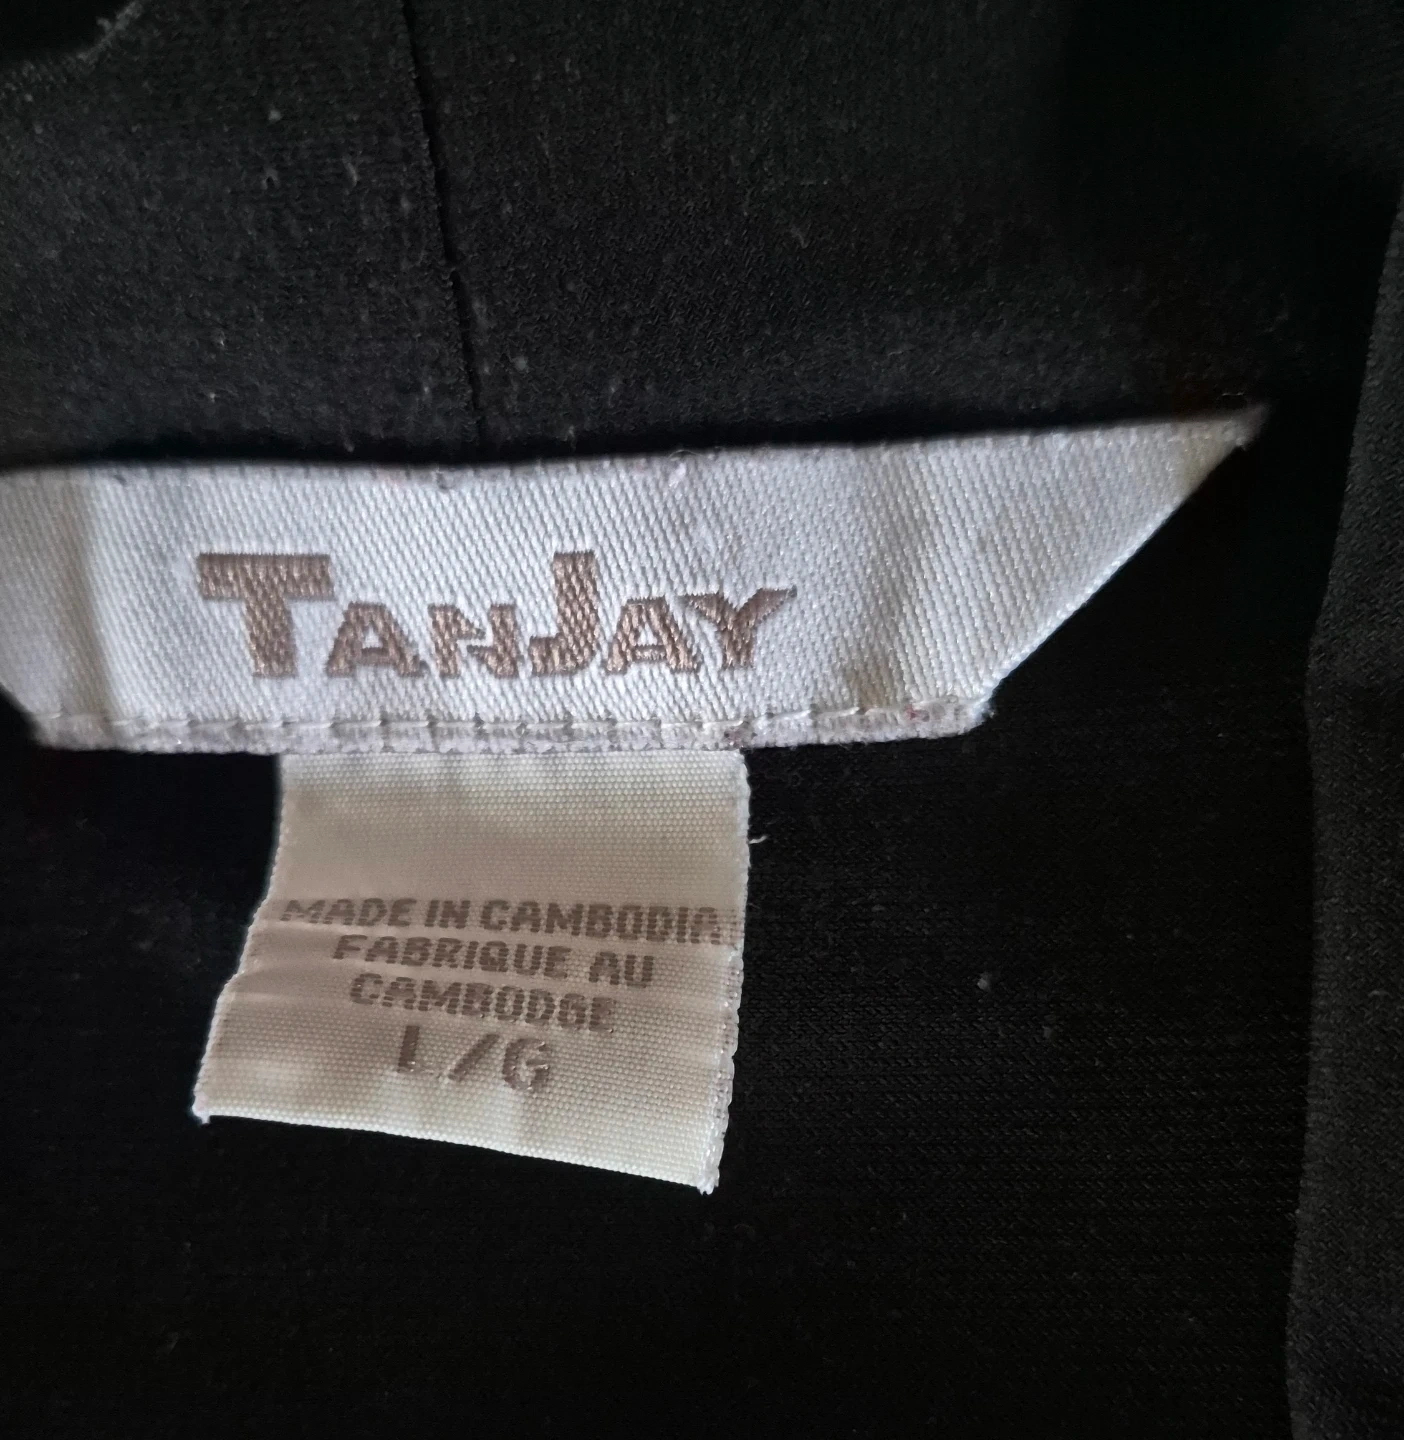 TANJAY
MADE IN CAMBODIA
FABRIQUE AU
CAMBODGE
L/G